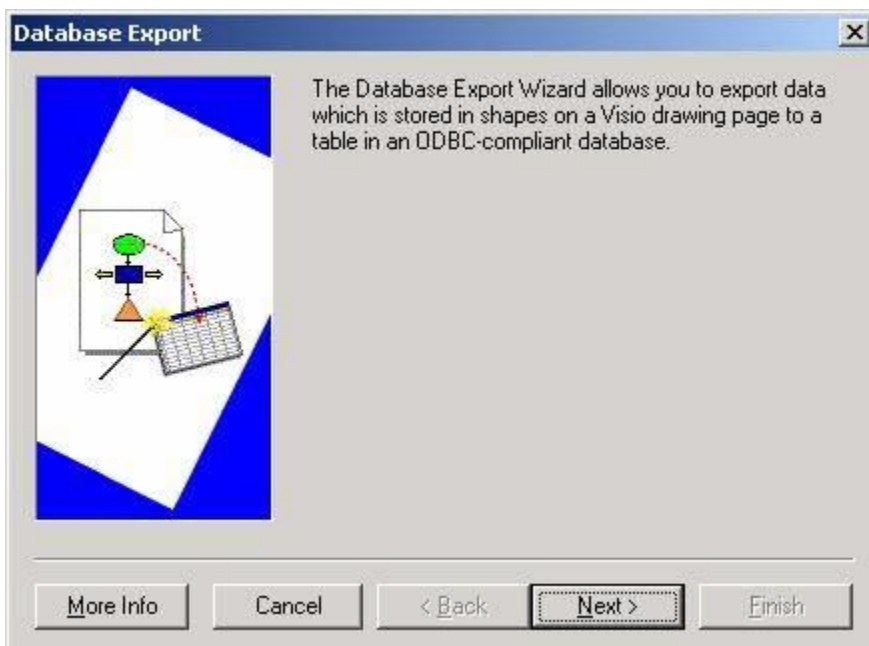 Database Export
The Database Export Wizard allows you to export data
which is stored in shapes on a Visio drawing page to a
table in an ODBC-compliant database.
More Info
Cancel
< Back
Next >
Finish